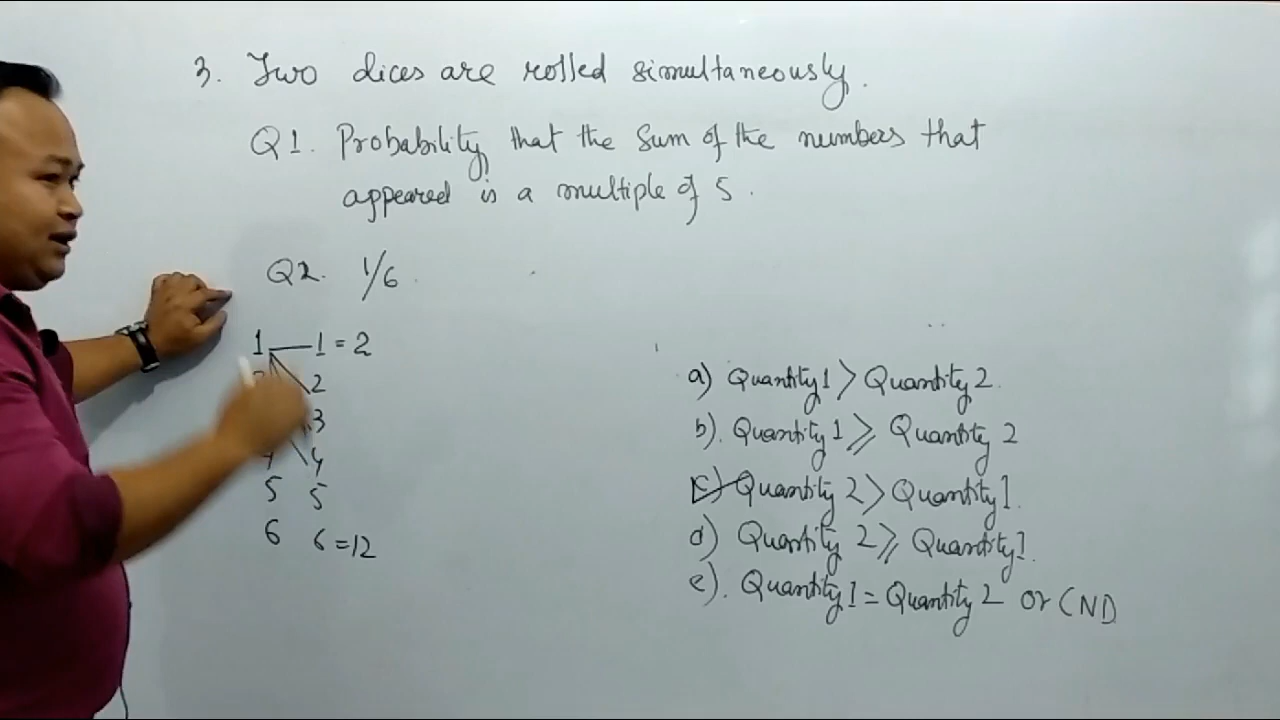 3. Two dices are rolled simultaneously.
Q1. Probability that the Sum of the numbers that
appeared is a multiple of 5.
Q2. 1/6
1 1 = 2
2
3
4 4
5 5
6 6 = 12
a) Quantity 1 > Quantity 2.
b). Quantity 1 ⩾ Quantity 2
c) Quantity 2 > Quantity 1.
d) Quantity 2 ⩾ Quantity 1.
e). Quantity 1 = Quantity 2 or CND